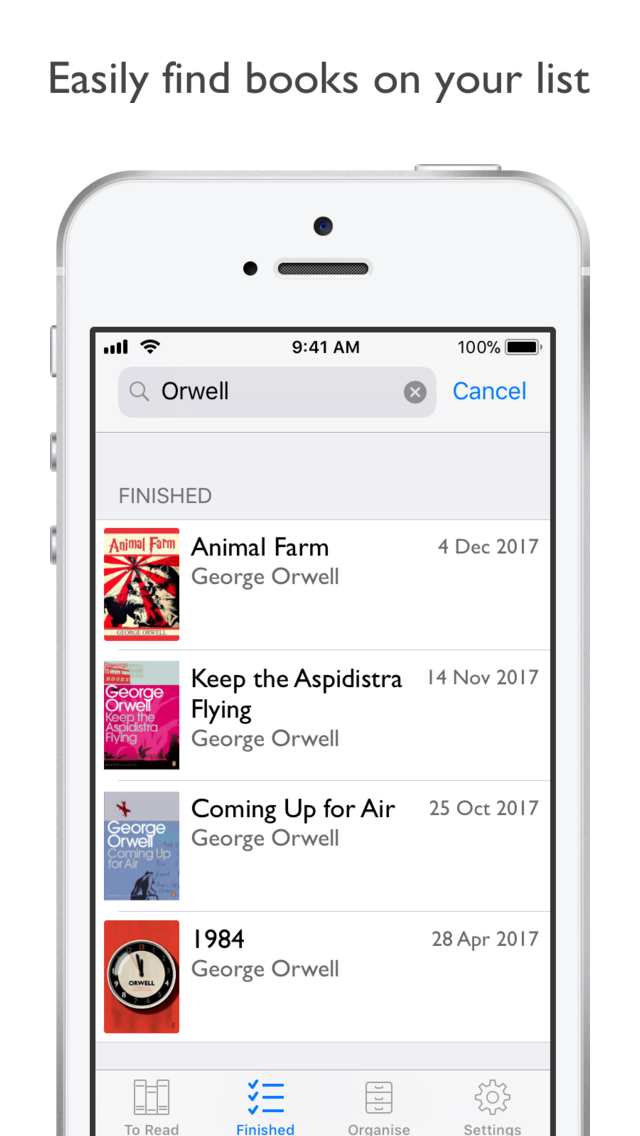 Easily find books on your list
9:41 AM
100%
Orwell
Cancel
FINISHED
Animal Farm
GEORGE ORWELL
Animal Farm
4 Dec 2017
George Orwell
BOOKS
George
Orwell
Keep the
Aspidistra
Flying
Keep the Aspidistra
Flying
14 Nov 2017
George Orwell
George
Orwell
Coming Up
for Air
Coming Up for Air
25 Oct 2017
George Orwell
ORWELL
1984
28 Apr 2017
George Orwell
To Read
Finished
Organise
Settings